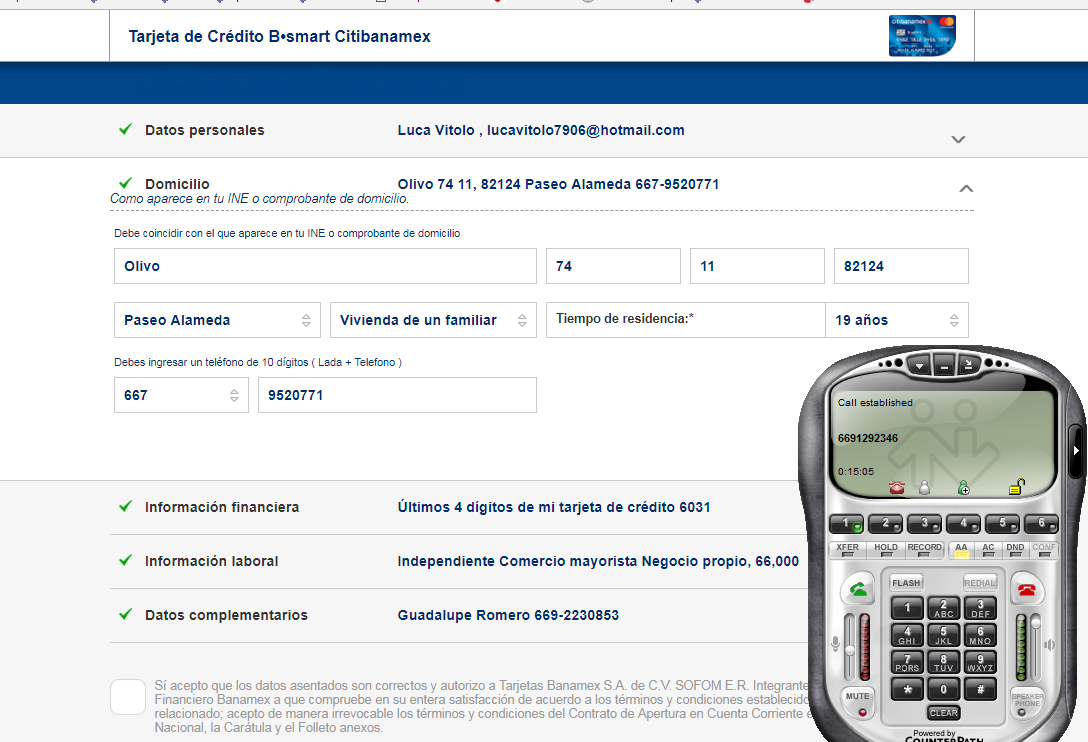 Tarjeta de Crédito B•smart Citibanamex
citibanamex
Datos personales
Luca Vitolo , lucavitolo7906@hotmail.com
Domicilio
Olivo 74 11, 82124 Paseo Alameda 667-9520771
Como aparece en tu INE o comprobante de domicilio.
Debe coincidir con el que aparece en tu INE o comprobante de domicilio
Olivo
74
11
82124
Paseo Alameda
Vivienda de un familiar
Tiempo de residencia:*
19 años
Debes ingresar un teléfono de 10 dígitos ( Lada + Telefono )
667
9520771
Información financiera
Últimos 4 dígitos de mi tarjeta de crédito 6031
Información laboral
Independiente Comercio mayorista Negocio propio, 66,000
Datos complementarios
Guadalupe Romero 669-2230853
Sí acepto que los datos asentados son correctos y autorizo a Tarjetas Banamex S.A. de C.V. SOFOM E.R. Integrante
Financiero Banamex a que compruebe en su entera satisfacción de acuerdo a los términos y condiciones establecido
relacionado; acepto de manera irrevocable los términos y condiciones del Contrato de Apertura en Cuenta Corriente e
Nacional, la Carátula y el Folleto anexos.
Call established
6691292346
0:15:05
1 2 3 4 5 6
XFER HOLD RECORD AA AC DND CONF
FLASH REDIAL
1 2 ABC 3 DEF
4 GHI 5 JKL 6 MNO
7 PQRS 8 TUV 9 WXYZ
* 0 #
MUTE
SPEAKER PHONE
CLEAR
Powered by
COUNTERPATH